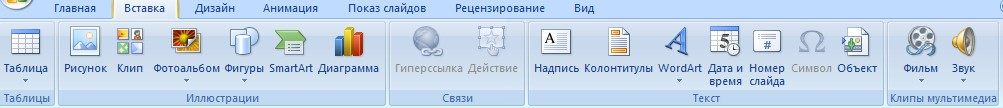 Главная Вставка Дизайн Анимация Показ слайдов Рецензирование Вид
Таблица Рисунок Клип Фотоальбом Фигуры SmartArt Диаграмма Гиперссылка Действие Надпись Колонтитулы WordArt Дата и время Номер слайда Символ Объект Фильм Звук
Таблицы Иллюстрации Связи Текст Клипы мультимедиа